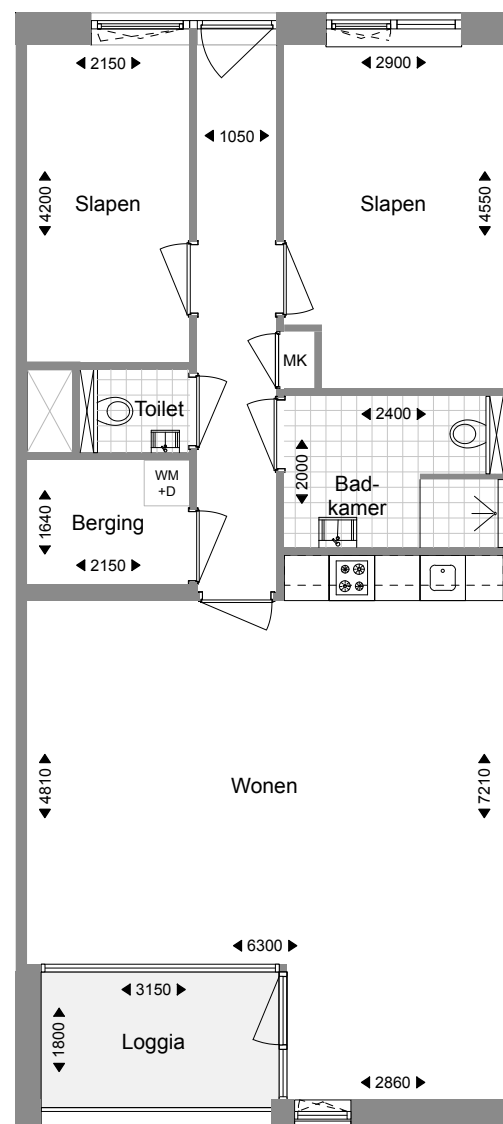 2150
2900
1050
4200
Slapen
Slapen
4550
MK
Toilet
2400
WM
+D
2000
Bad-
kamer
1640
Berging
2150
4810
Wonen
7210
6300
3150
1800
Loggia
2860